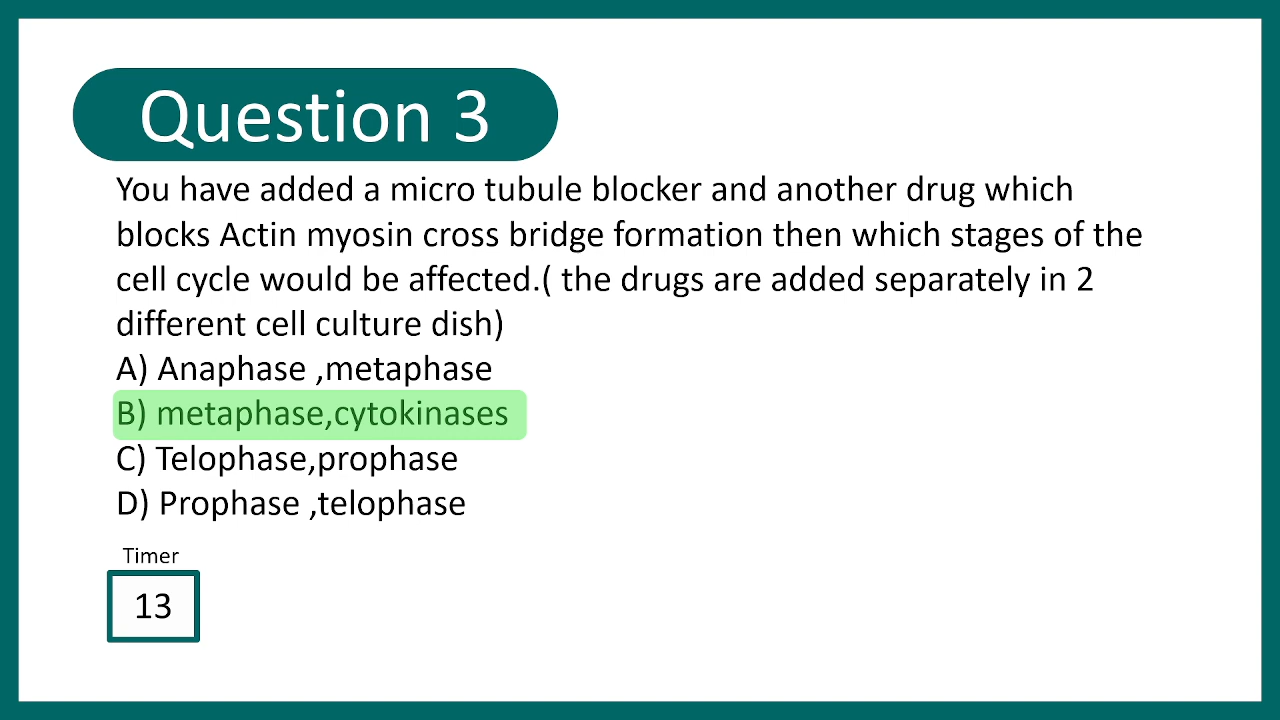 Question 3
You have added a micro tubule blocker and another drug which
blocks Actin myosin cross bridge formation then which stages of the
cell cycle would be affected.( the drugs are added separately in 2
different cell culture dish)
A) Anaphase ,metaphase
B) metaphase,cytokinases
C) Telophase,prophase
D) Prophase ,telophase
Timer
13